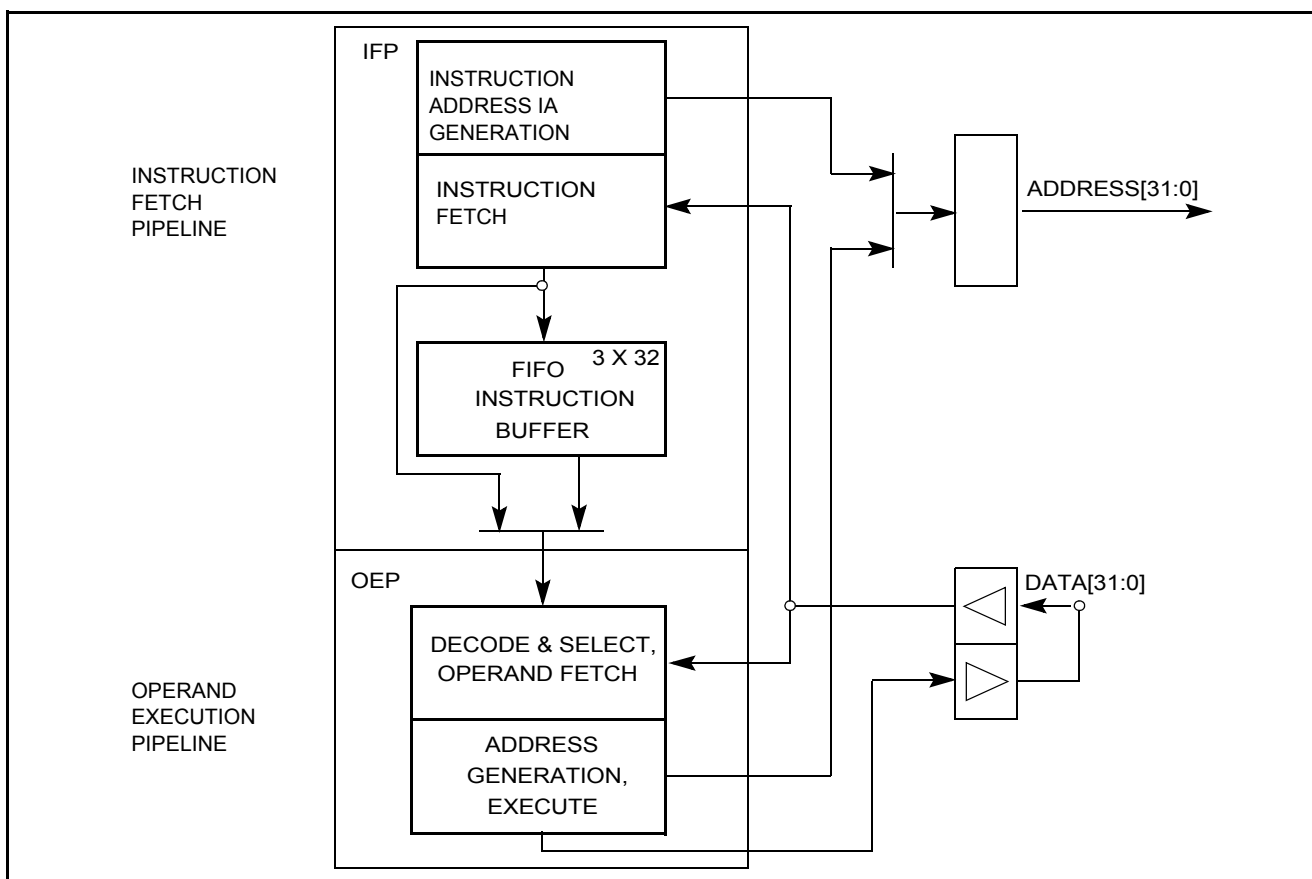 IFP
INSTRUCTION
ADDRESS IA
GENERATION
INSTRUCTION
FETCH
PIPELINE
INSTRUCTION
FETCH
ADDRESS[31:0]
3 X 32
FIFO
INSTRUCTION
BUFFER
OEP
DATA[31:0]
DECODE & SELECT,
OPERAND FETCH
OPERAND
EXECUTION
PIPELINE
ADDRESS
GENERATION,
EXECUTE